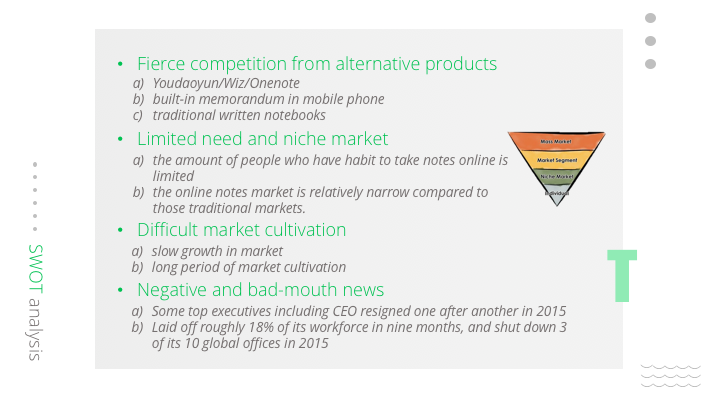 • Fierce competition from alternative products
a) Youdaoyun/Wiz/Onenote
b) built-in memorandum in mobile phone
c) traditional written notebooks
• Limited need and niche market
a) the amount of people who have habit to take notes online is
limited
b) the online notes market is relatively narrow compared to
those traditional markets.
Mass Market
Market Segment
Niche Market
Individual
• Difficult market cultivation
a) slow growth in market
b) long period of market cultivation
• Negative and bad-mouth news
a) Some top executives including CEO resigned one after another in 2015
b) Laid off roughly 18% of its workforce in nine months, and shut down 3
of its 10 global offices in 2015
SWOT analysis
T